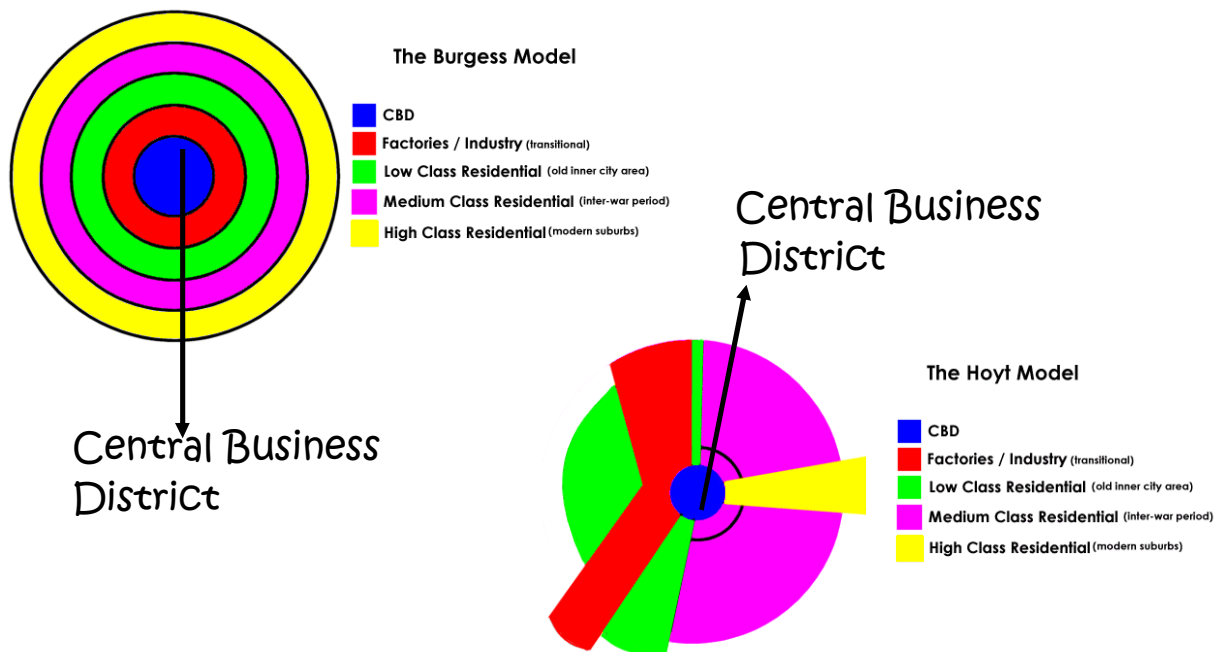 The Burgess Model
CBD
Factories / Industry (transitional)
Low Class Residential (old inner city area)
Medium Class Residential (inter-war period)
High Class Residential (modern suburbs)
Central Business
District
Central Business
District
The Hoyt Model
CBD
Factories / Industry (transitional)
Low Class Residential (old inner city area)
Medium Class Residential (inter-war period)
High Class Residential (modern suburbs)